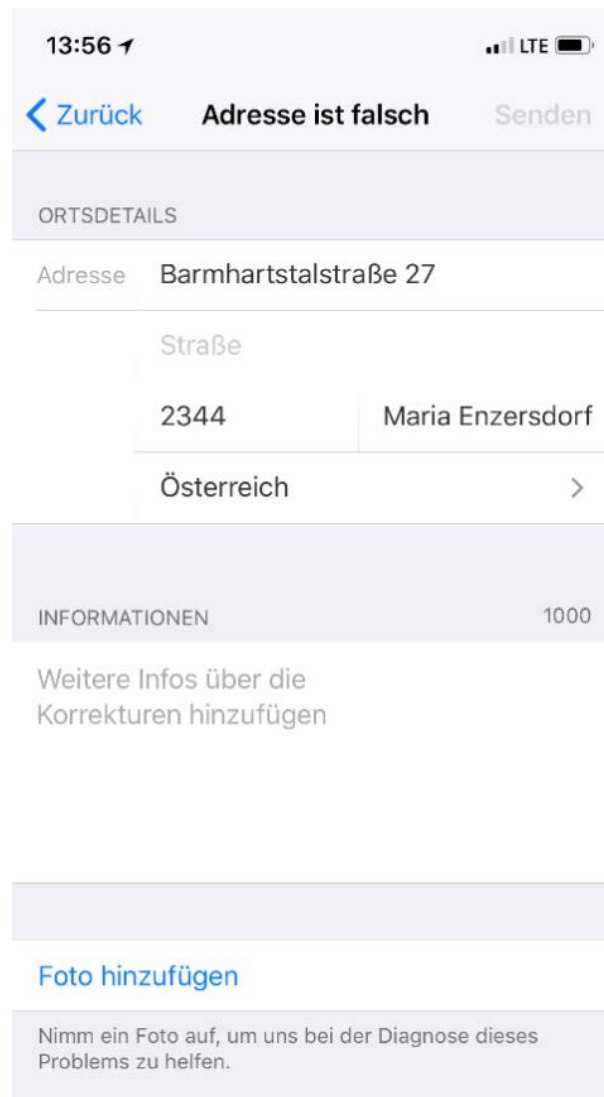 13:56 LTE
Zurück Adresse ist falsch Senden
ORTSDETAILS
Adresse Barmhartstalstraße 27
Straße
2344 Maria Enzersdorf
Österreich
INFORMATIONEN 1000
Weitere Infos über die
Korrekturen hinzufügen
Foto hinzufügen
Nimm ein Foto auf, um uns bei der Diagnose dieses
Problems zu helfen.